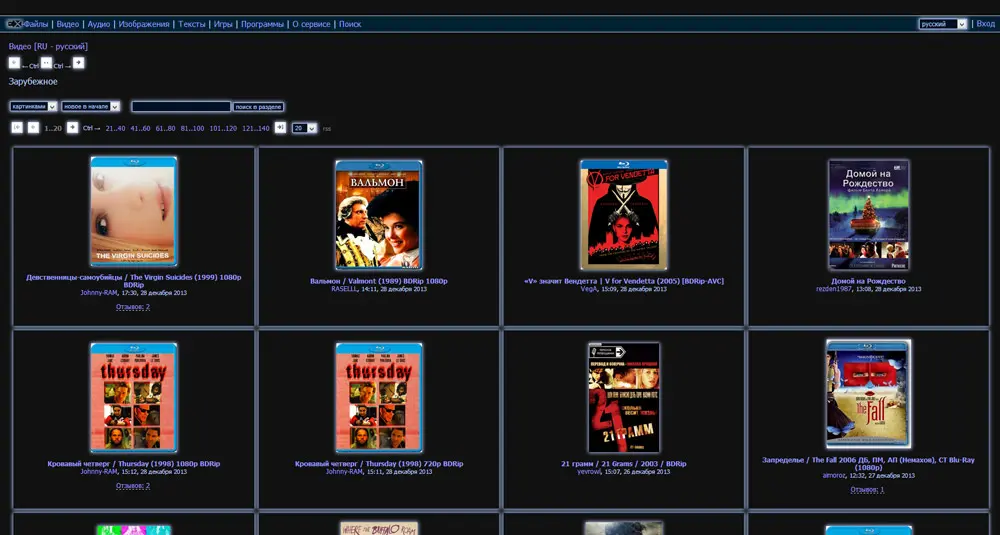 Файлы | Видео | Аудио | Изображения | Тексты | Игры | Программы | О сервисе | Поиск
русский | Вход
Видео [RU - русский]
←Ctrl Ctrl→
Зарубежное
картинками новое в начале поиск в разделе
1..20 Ctrl→ 21..40 41..60 61..80 81..100 101..120 121..140 20 rss
THE VIRGIN SUICIDES
Девственницы-самоубийцы / The Virgin Suicides (1999) 1080p BDRip
Johnny-RAM, 17:30, 28 декабря 2013
Отзывов: 2
ВАЛЬМОН
Вальмон / Valmont (1989) BDRip 1080p
RASELLL, 14:11, 28 декабря 2013
V FOR VENDETTA
«V» значит Вендетта | V for Vendetta (2005) [BDRip-AVC]
VegA, 15:09, 28 декабря 2013
Домой на Рождество
Домой на Рождество
rezden1987, 13:08, 28 декабря 2013
thursday
Кровавый четверг / Thursday (1998) 1080p BDRip
Johnny-RAM, 15:12, 28 декабря 2013
Отзывов: 2
thursday
Кровавый четверг / Thursday (1998) 720p BDRip
Johnny-RAM, 15:11, 28 декабря 2013
21 ГРАММ
21 грамм / 21 Grams / 2003 / BDRip
yevrowl, 15:07, 26 декабря 2013
The Fall
Запределье / The Fall 2006 ДБ, ПМ, АП (Немахов), СТ Blu-Ray (1080p)
aimoroz, 12:32, 27 декабря 2013
Отзывов: 1
WHERE THE BUFFALO ROAM